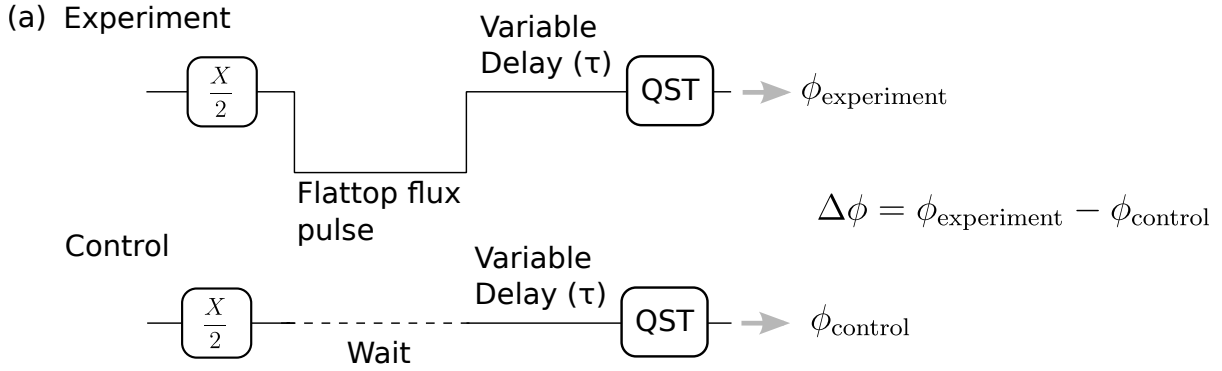 (a) Experiment
Variable
Delay (τ)
X/2
QST
ϕ_experiment
Flattop flux
pulse
Δϕ = ϕ_experiment − ϕ_control
Control
Variable
Delay (τ)
X/2
QST
ϕ_control
Wait